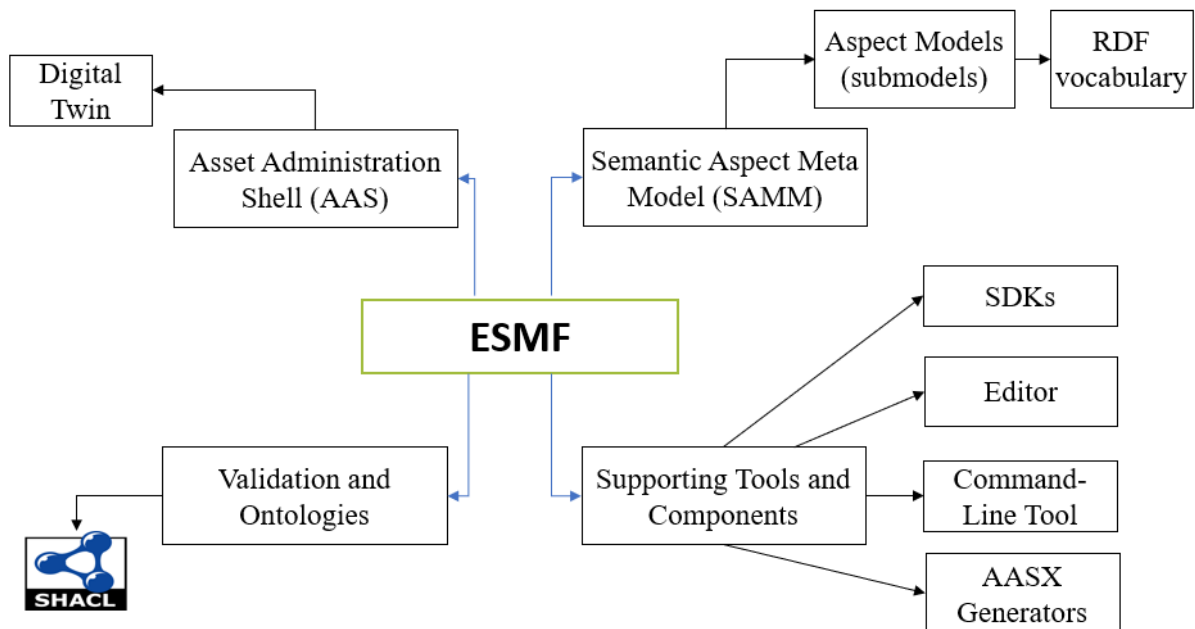 Digital
Twin
Asset Administration
Shell (AAS)
Aspect Models
(submodels)
RDF
vocabulary
Semantic Aspect Meta
Model (SAMM)
ESMF
Validation and
Ontologies
SHACL
Supporting Tools and
Components
SDKs
Editor
Command-
Line Tool
AASX
Generators